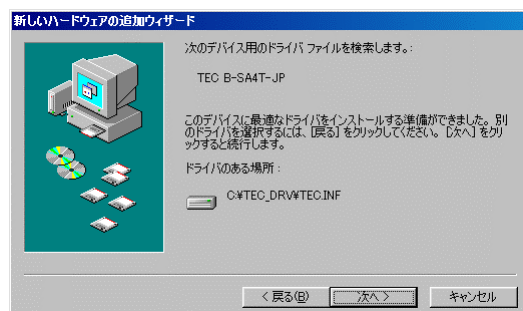 新しいハードウェアの追加ウィザード
次のデバイス用のドライバ ファイルを検索します。:
TEC B-SA4T-JP
このデバイスに最適なドライバをインストールする準備ができました。別
のドライバを選択するには、[戻る] をクリックしてください。[次へ] をクリ
ックすると続行します。
ドライバのある場所 :
C:¥TEC_DRV¥TEC.INF
< 戻る(B)
次へ >
キャンセル